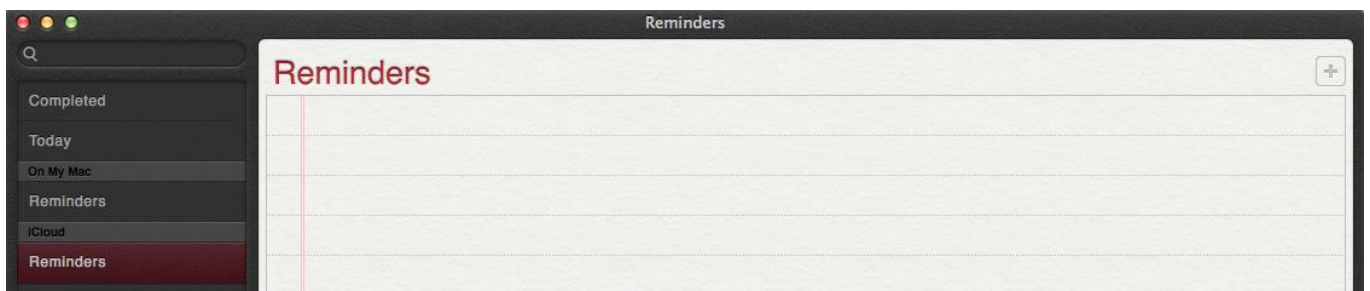 Reminders
Reminders
Completed
Today
On My Mac
Reminders
iCloud
Reminders